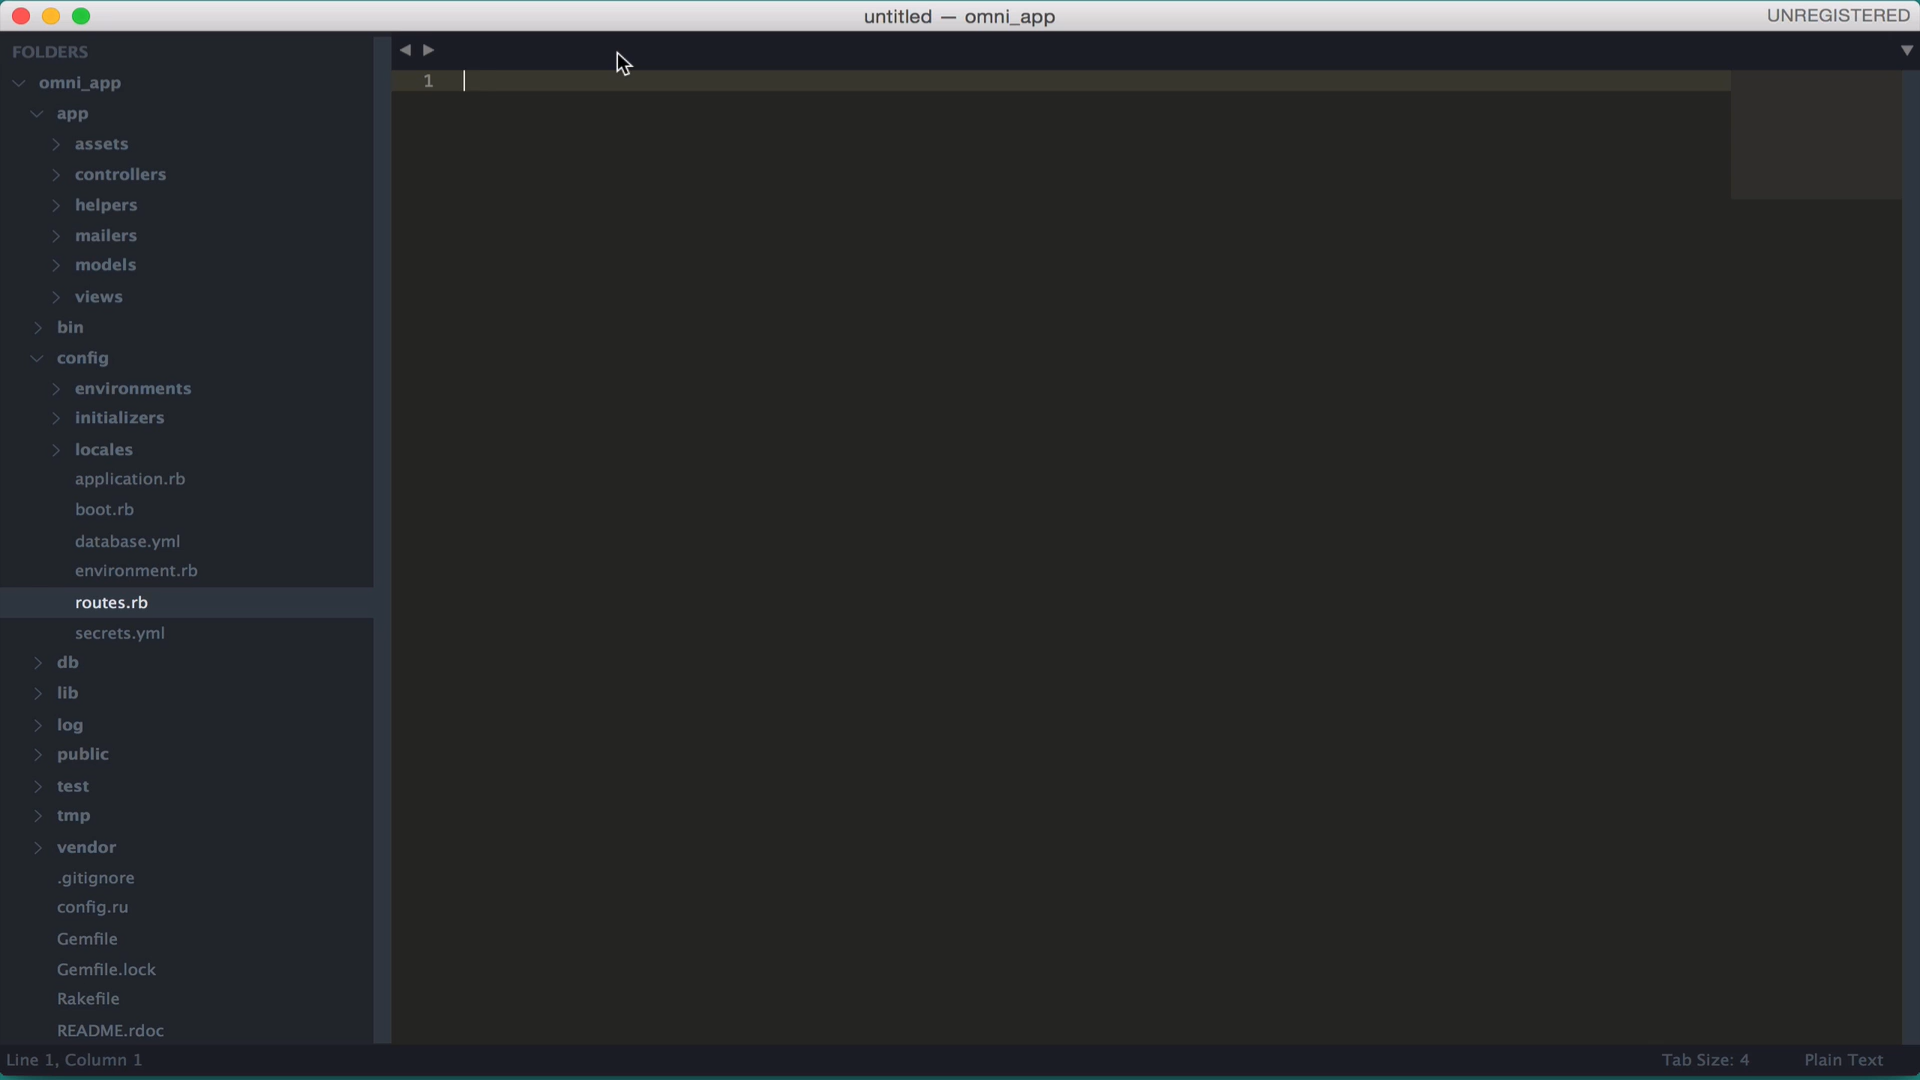 untitled — omni_app
UNREGISTERED
FOLDERS
omni_app
app
assets
controllers
helpers
mailers
models
views
bin
config
environments
initializers
locales
application.rb
boot.rb
database.yml
environment.rb
routes.rb
secrets.yml
db
lib
log
public
test
tmp
vendor
.gitignore
config.ru
Gemfile
Gemfile.lock
Rakefile
README.rdoc
1
Line 1, Column 1
Tab Size: 4
Plain Text